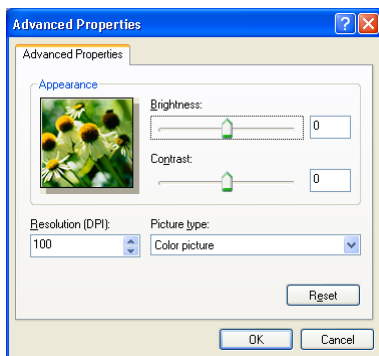 Advanced Properties
Advanced Properties
Appearance
Brightness:
0
Contrast:
0
Resolution (DPI):
Picture type:
100
Color picture
Reset
OK
Cancel